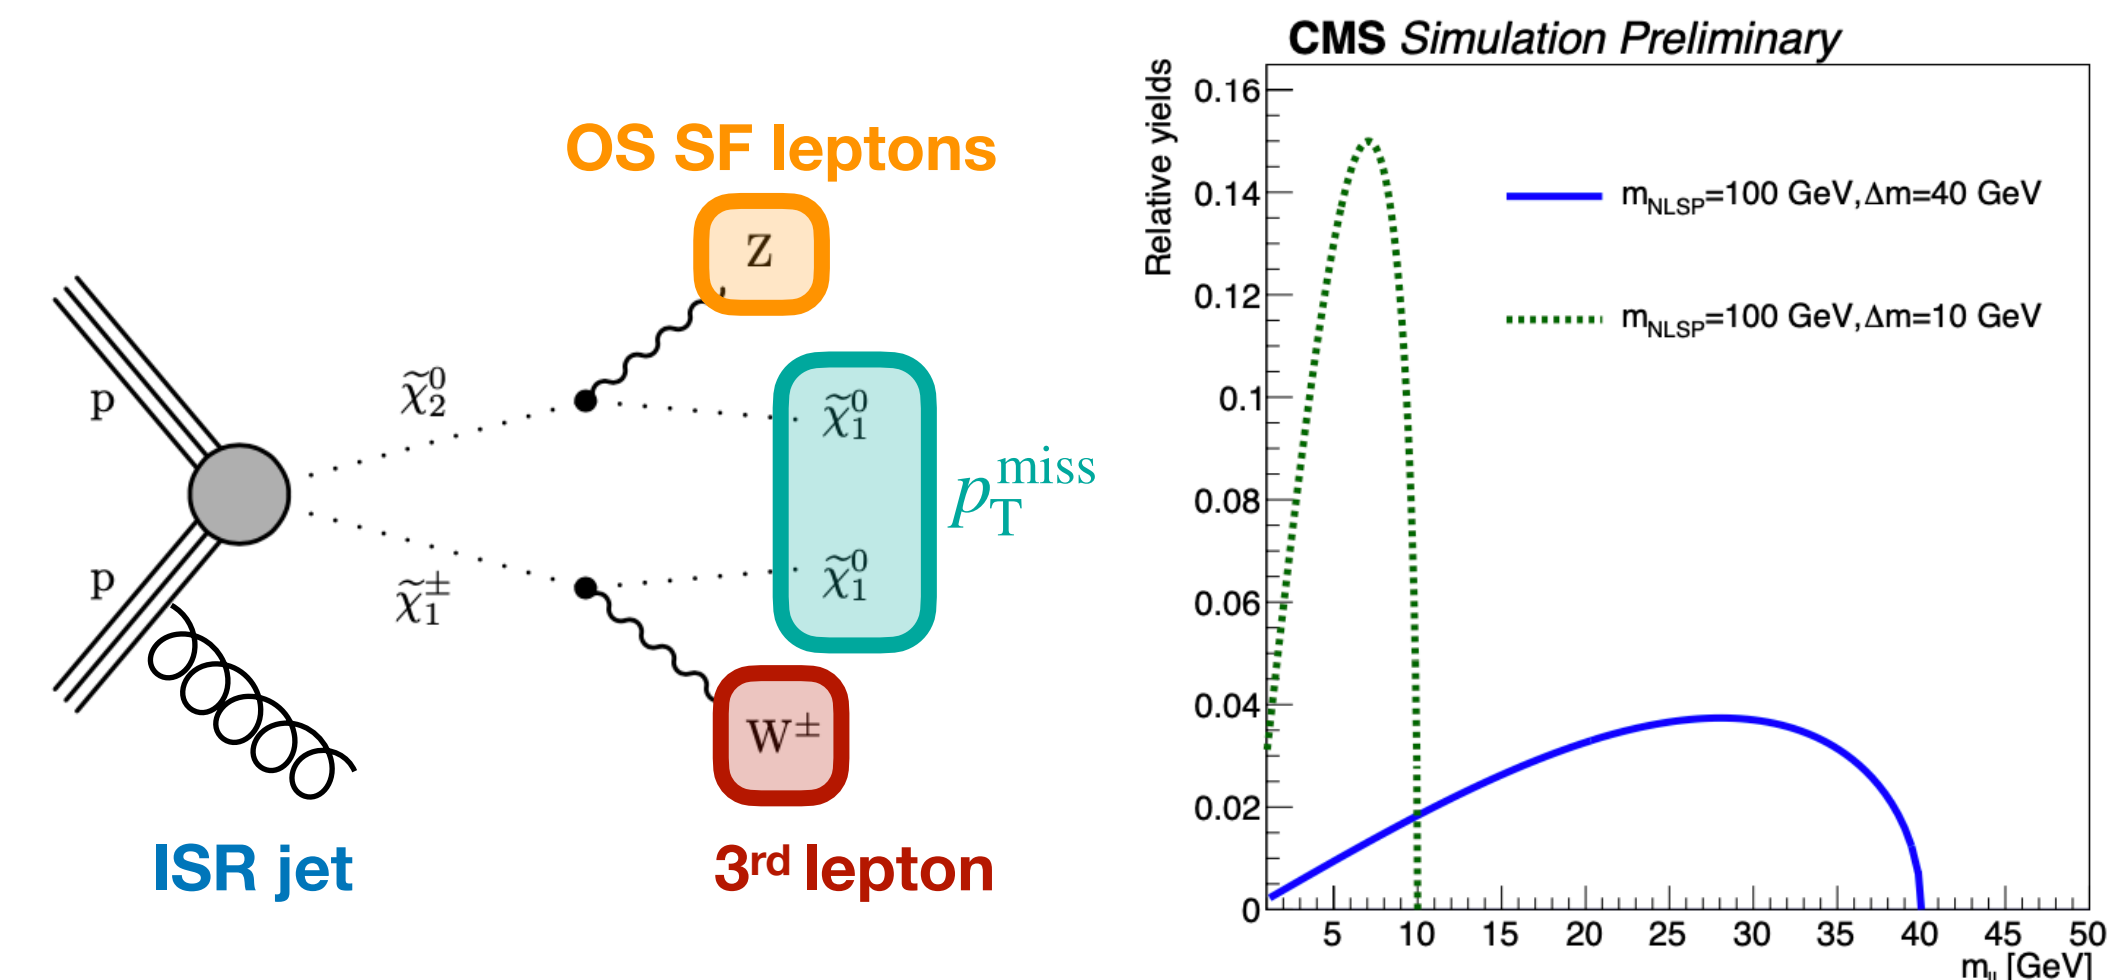 OS SF leptons
Z
p
χ̃⁰₂
χ̃⁰₁
p_T^miss
p
χ̃±₁
χ̃⁰₁
W±
ISR jet
3rd lepton
CMS Simulation Preliminary
Relative yields
0.16
0.14
0.12
0.1
0.08
0.06
0.04
0.02
0
m_NLSP=100 GeV, Δm=40 GeV
m_NLSP=100 GeV, Δm=10 GeV
5 10 15 20 25 30 35 40 45 50
m_ll [GeV]